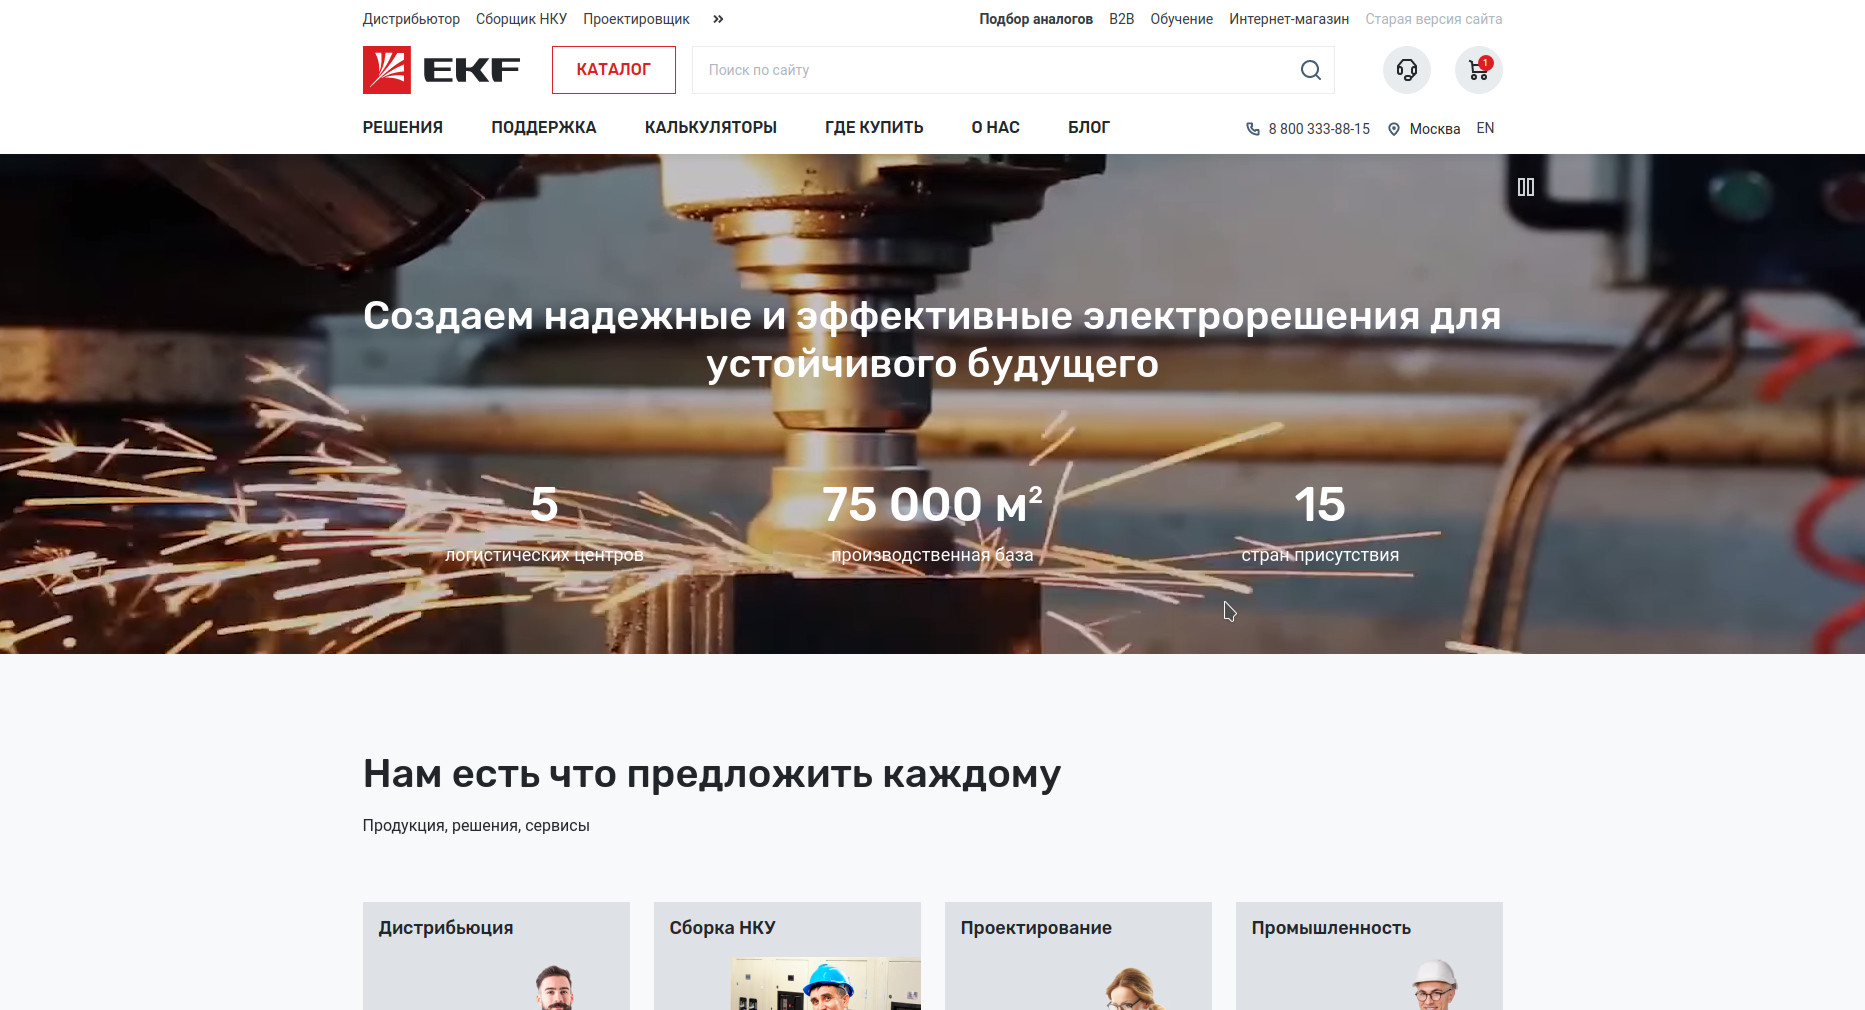 Дистрибьютор Сборщик НКУ Проектировщик »
Подбор аналогов B2B Обучение Интернет-магазин Старая версия сайта
EKF
КАТАЛОГ
Поиск по сайту
1
РЕШЕНИЯ ПОДДЕРЖКА КАЛЬКУЛЯТОРЫ ГДЕ КУПИТЬ О НАС БЛОГ
8 800 333-88-15 Москва EN
Создаем надежные и эффективные электрорешения для
устойчивого будущего
5
логистических центров
75 000 м²
производственная база
15
стран присутствия
Нам есть что предложить каждому
Продукция, решения, сервисы
Дистрибьюция
Сборка НКУ
Проектирование
Промышленность